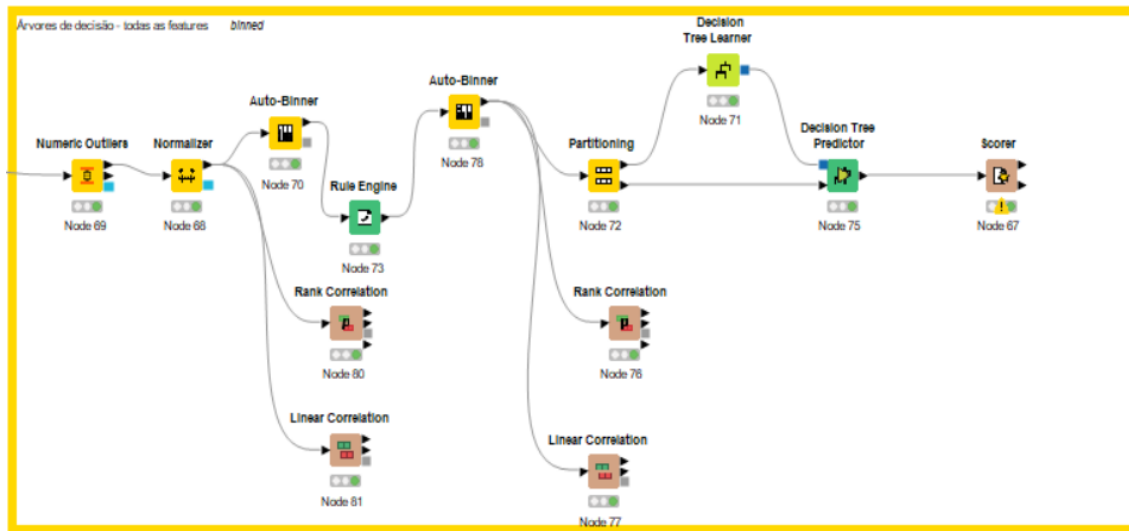 Árvores de decisão - todas as features binned
Decision
Tree Learner
Node 71
Auto-Binner
Node 78
Auto-Binner
Node 70
Numeric Outliers
Node 69
Normalizer
Node 68
Rule Engine
Node 73
Partitioning
Node 72
Decision Tree
Predictor
Node 75
Scorer
Node 67
Rank Correlation
Node 80
Rank Correlation
Node 76
Linear Correlation
Node 81
Linear Correlation
Node 77